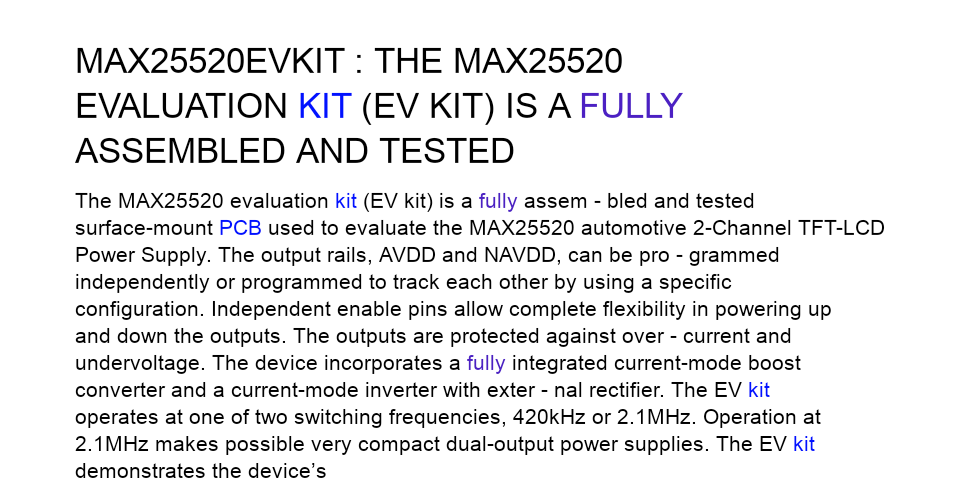 MAX25520EVKIT : THE MAX25520
EVALUATION KIT (EV KIT) IS A FULLY
ASSEMBLED AND TESTED
The MAX25520 evaluation kit (EV kit) is a fully assem - bled and tested
surface-mount PCB used to evaluate the MAX25520 automotive 2-Channel TFT-LCD
Power Supply. The output rails, AVDD and NAVDD, can be pro - grammed
independently or programmed to track each other by using a specific
configuration. Independent enable pins allow complete flexibility in powering up
and down the outputs. The outputs are protected against over - current and
undervoltage. The device incorporates a fully integrated current-mode boost
converter and a current-mode inverter with exter - nal rectifier. The EV kit
operates at one of two switching frequencies, 420kHz or 2.1MHz. Operation at
2.1MHz makes possible very compact dual-output power supplies. The EV kit
demonstrates the device’s